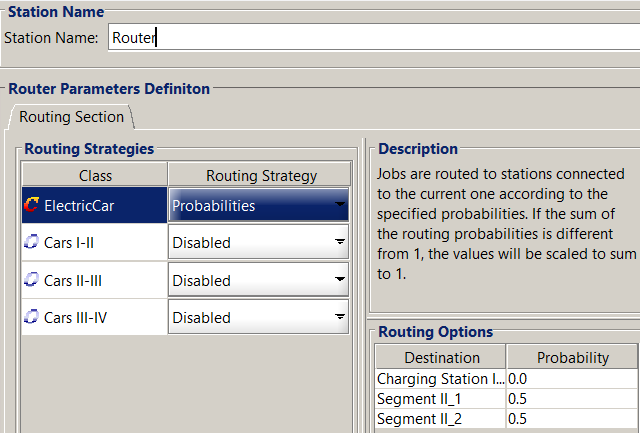 Station Name
Station Name: Router
Router Parameters Definiton
Routing Section
Routing Strategies
Class Routing Strategy
ElectricCar Probabilities
Cars I-II Disabled
Cars II-III Disabled
Cars III-IV Disabled
Description
Jobs are routed to stations connected
to the current one according to the
specified probabilities. If the sum of
the routing probabilities is different
from 1, the values will be scaled to sum
to 1.
Routing Options
Destination Probability
Charging Station I... 0.0
Segment II_1 0.5
Segment II_2 0.5